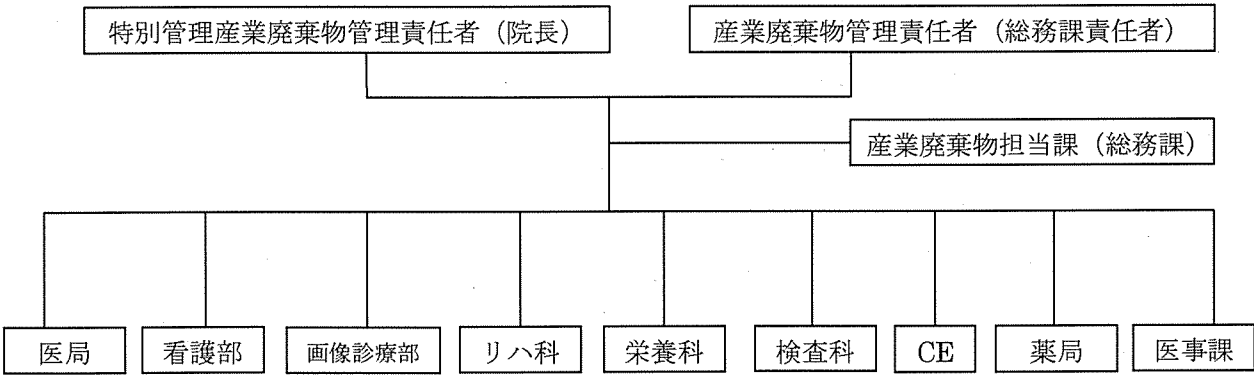 特別管理産業廃棄物管理責任者（院長）
産業廃棄物管理責任者（総務課責任者）
産業廃棄物担当課（総務課）
医局
看護部
画像診療部
リハ科
栄養科
検査科
CE
薬局
医事課